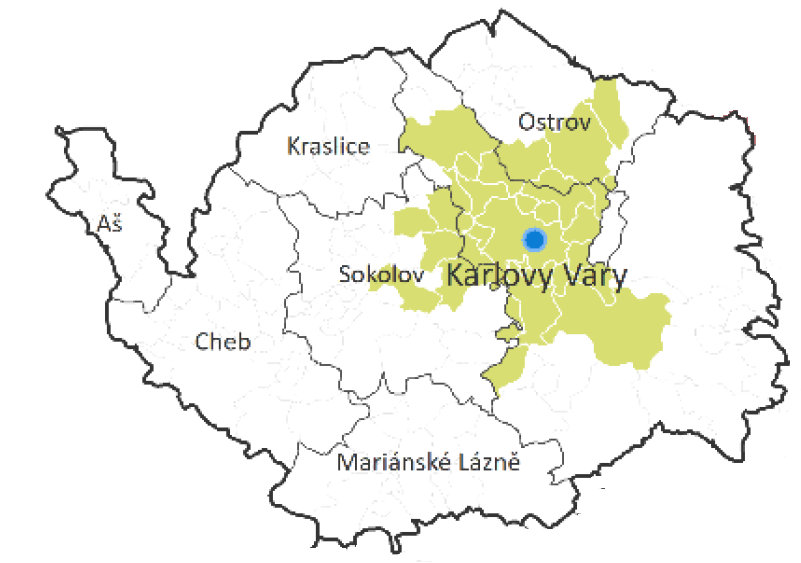 Ostrov
Kraslice
Aš
Sokolov
Karlovy Vary
Cheb
Mariánské Lázně